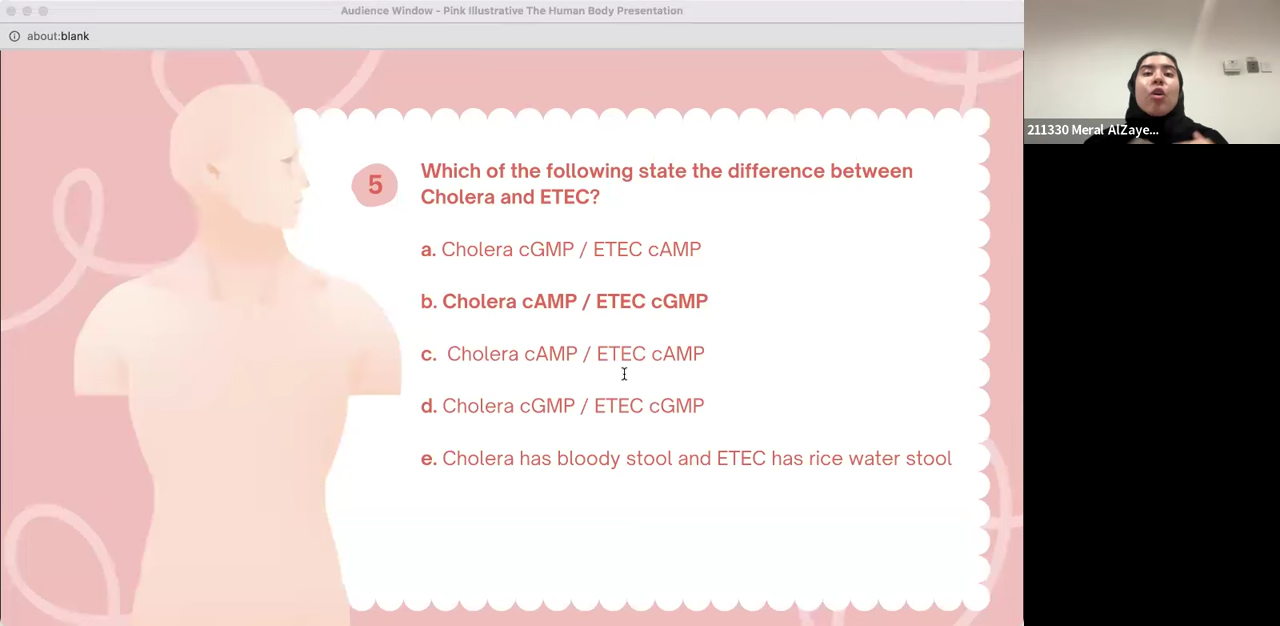 Audience Window - Pink Illustrative The Human Body Presentation
about:blank
211330 Meral AlZaye...
5
Which of the following state the difference between
Cholera and ETEC?
a. Cholera cGMP / ETEC cAMP
b. Cholera cAMP / ETEC cGMP
c. Cholera cAMP / ETEC cAMP
d. Cholera cGMP / ETEC cGMP
e. Cholera has bloody stool and ETEC has rice water stool